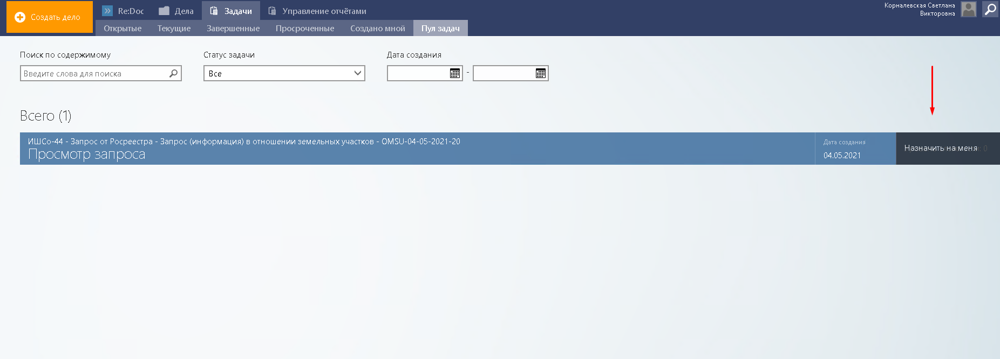 Создать дело
Re:Doc
Дела
Задачи
Управление отчётами
Корналевская Светлана
Викторовна
Открытые
Текущие
Завершенные
Просроченные
Создано мной
Пул задач
Поиск по содержимому
Статус задачи
Дата создания
Введите слова для поиска
Все
-
Всего (1)
ИШСо-44 - Запрос от Росреестра - Запрос (информация) в отношении земельных участков - OMSU-04-05-2021-20
Просмотр запроса
Дата создания
04.05.2021
Назначить на меня